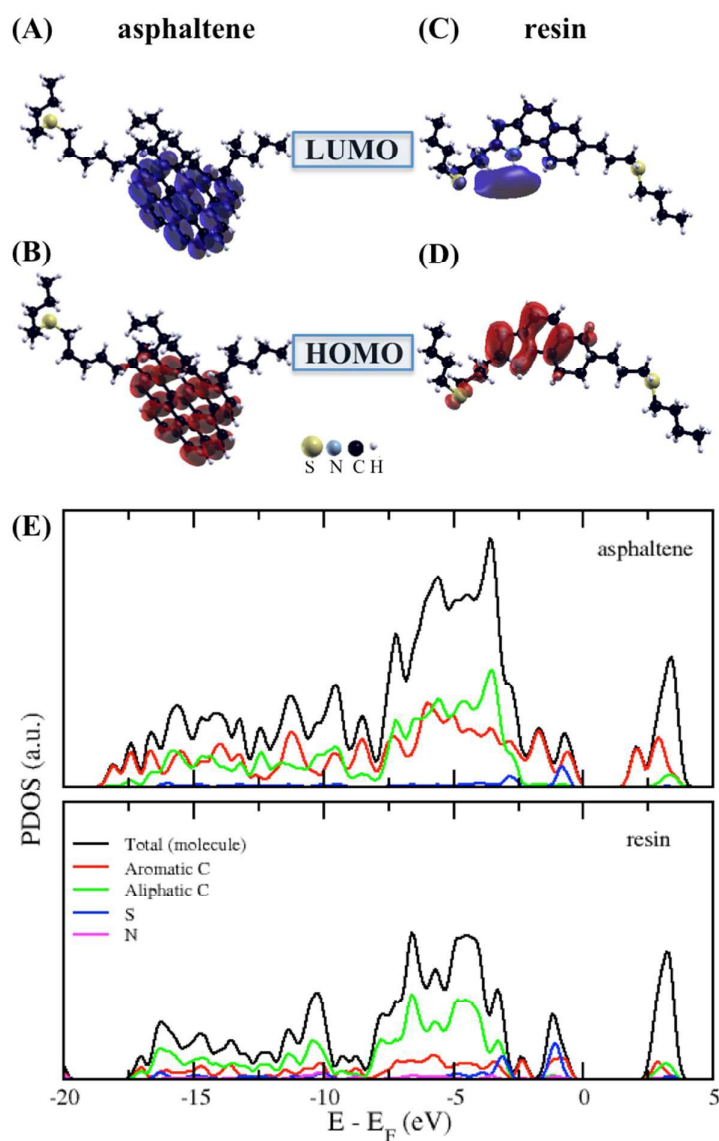 (A) asphaltene (C) resin
LUMO
(B) (D)
HOMO
S N C H
(E)
asphaltene
PDOS (a.u.)
resin
Total (molecule)
Aromatic C
Aliphatic C
S
N
-20 -15 -10 -5 0 5
E - E_F (eV)